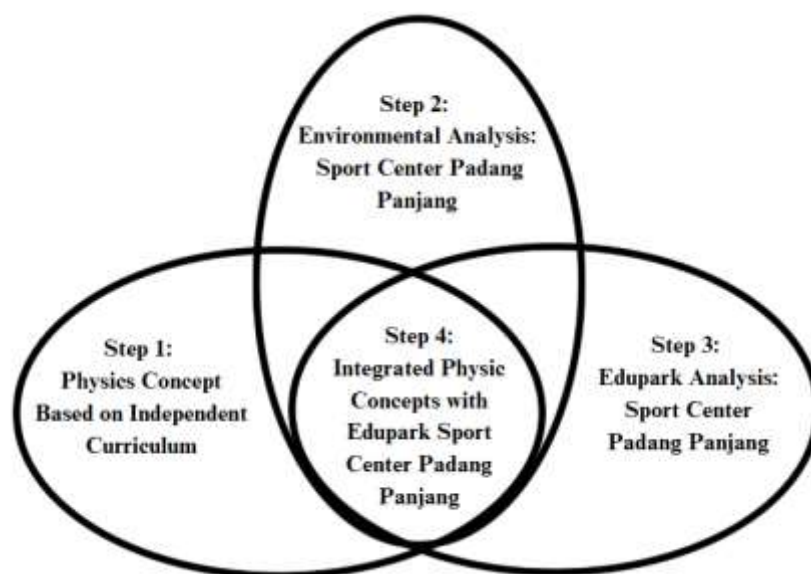 Step 2:
Environmental Analysis:
Sport Center Padang
Panjang
Step 1:
Physics Concept
Based on Independent
Curriculum
Step 4:
Integrated Physic
Concepts with
Edupark Sport
Center Padang
Panjang
Step 3:
Edupark Analysis:
Sport Center
Padang Panjang